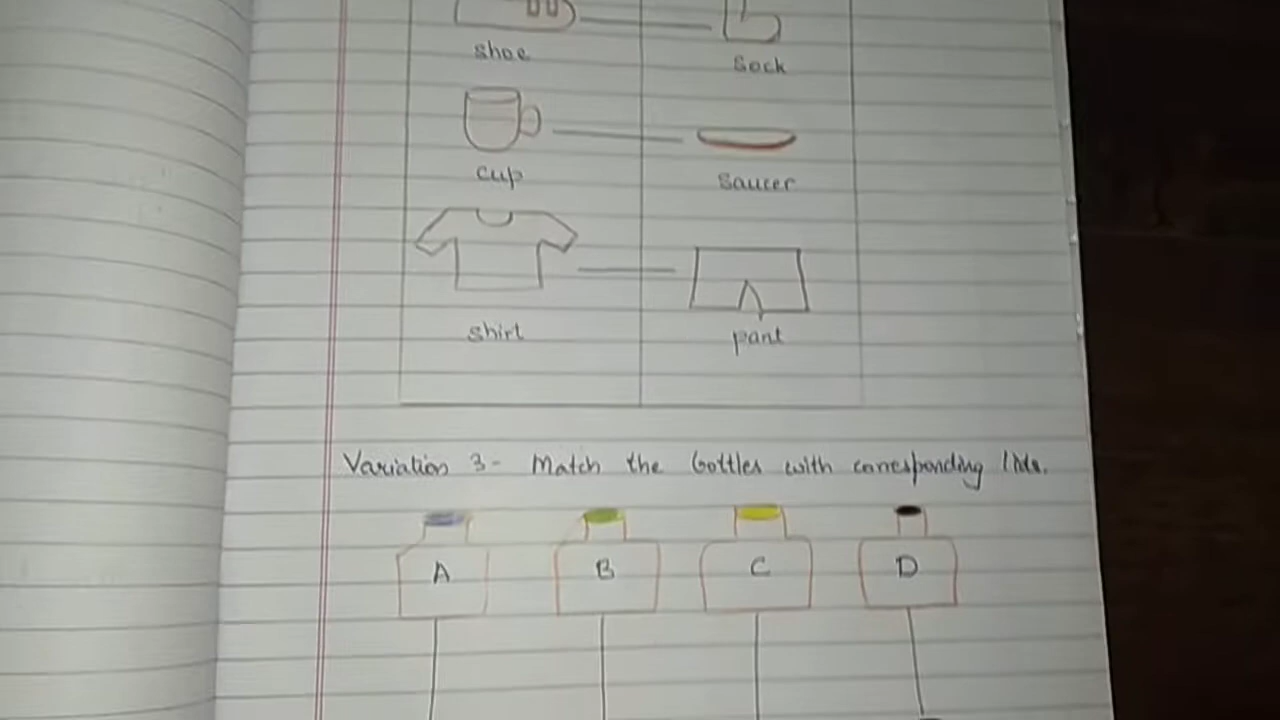 shoe
Sock
cup
Saucer
shirt
pant
Variation 3- Match the bottles with corresponding lids.
A
B
C
D